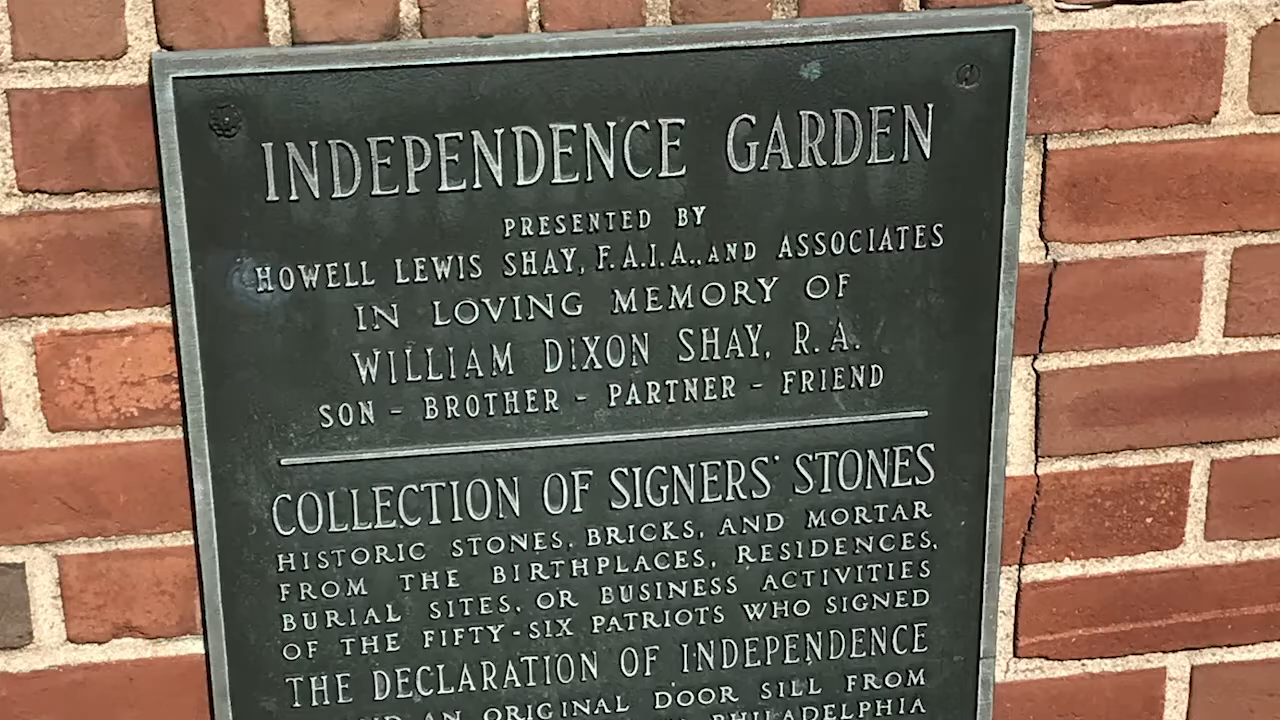 INDEPENDENCE GARDEN
PRESENTED BY
HOWELL LEWIS SHAY, F.A.I.A., AND ASSOCIATES
IN LOVING MEMORY OF
WILLIAM DIXON SHAY, R.A.
SON - BROTHER - PARTNER - FRIEND
COLLECTION OF SIGNERS' STONES
HISTORIC STONES, BRICKS, AND MORTAR
FROM THE BIRTHPLACES, RESIDENCES,
BURIAL SITES, OR BUSINESS ACTIVITIES
OF THE FIFTY-SIX PATRIOTS WHO SIGNED
THE DECLARATION OF INDEPENDENCE
AN ORIGINAL DOOR SILL FROM
PHILADELPHIA